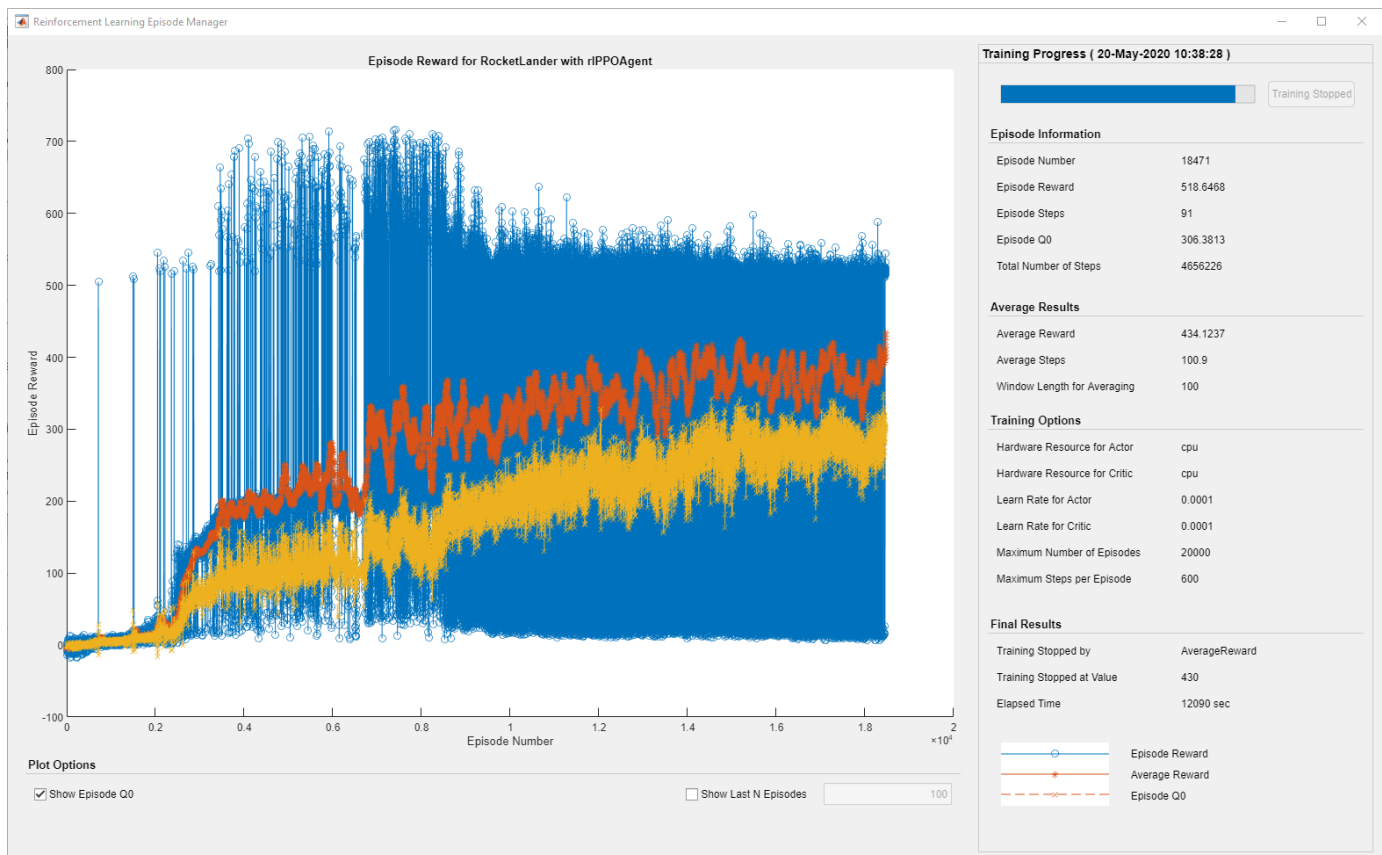 Reinforcement Learning Episode Manager
Episode Reward for RocketLander with rlPPOAgent
800
700
600
500
400
300
200
100
0
-100
Episode Reward
0 0.2 0.4 0.6 0.8 1 1.2 1.4 1.6 1.8 2
×10⁴
Episode Number
Plot Options
Show Episode Q0
Show Last N Episodes 100
Training Progress ( 20-May-2020 10:38:28 )
Training Stopped
Episode Information
Episode Number 18471
Episode Reward 518.6468
Episode Steps 91
Episode Q0 306.3813
Total Number of Steps 4656226
Average Results
Average Reward 434.1237
Average Steps 100.9
Window Length for Averaging 100
Training Options
Hardware Resource for Actor cpu
Hardware Resource for Critic cpu
Learn Rate for Actor 0.0001
Learn Rate for Critic 0.0001
Maximum Number of Episodes 20000
Maximum Steps per Episode 600
Final Results
Training Stopped by AverageReward
Training Stopped at Value 430
Elapsed Time 12090 sec
Episode Reward
Average Reward
Episode Q0